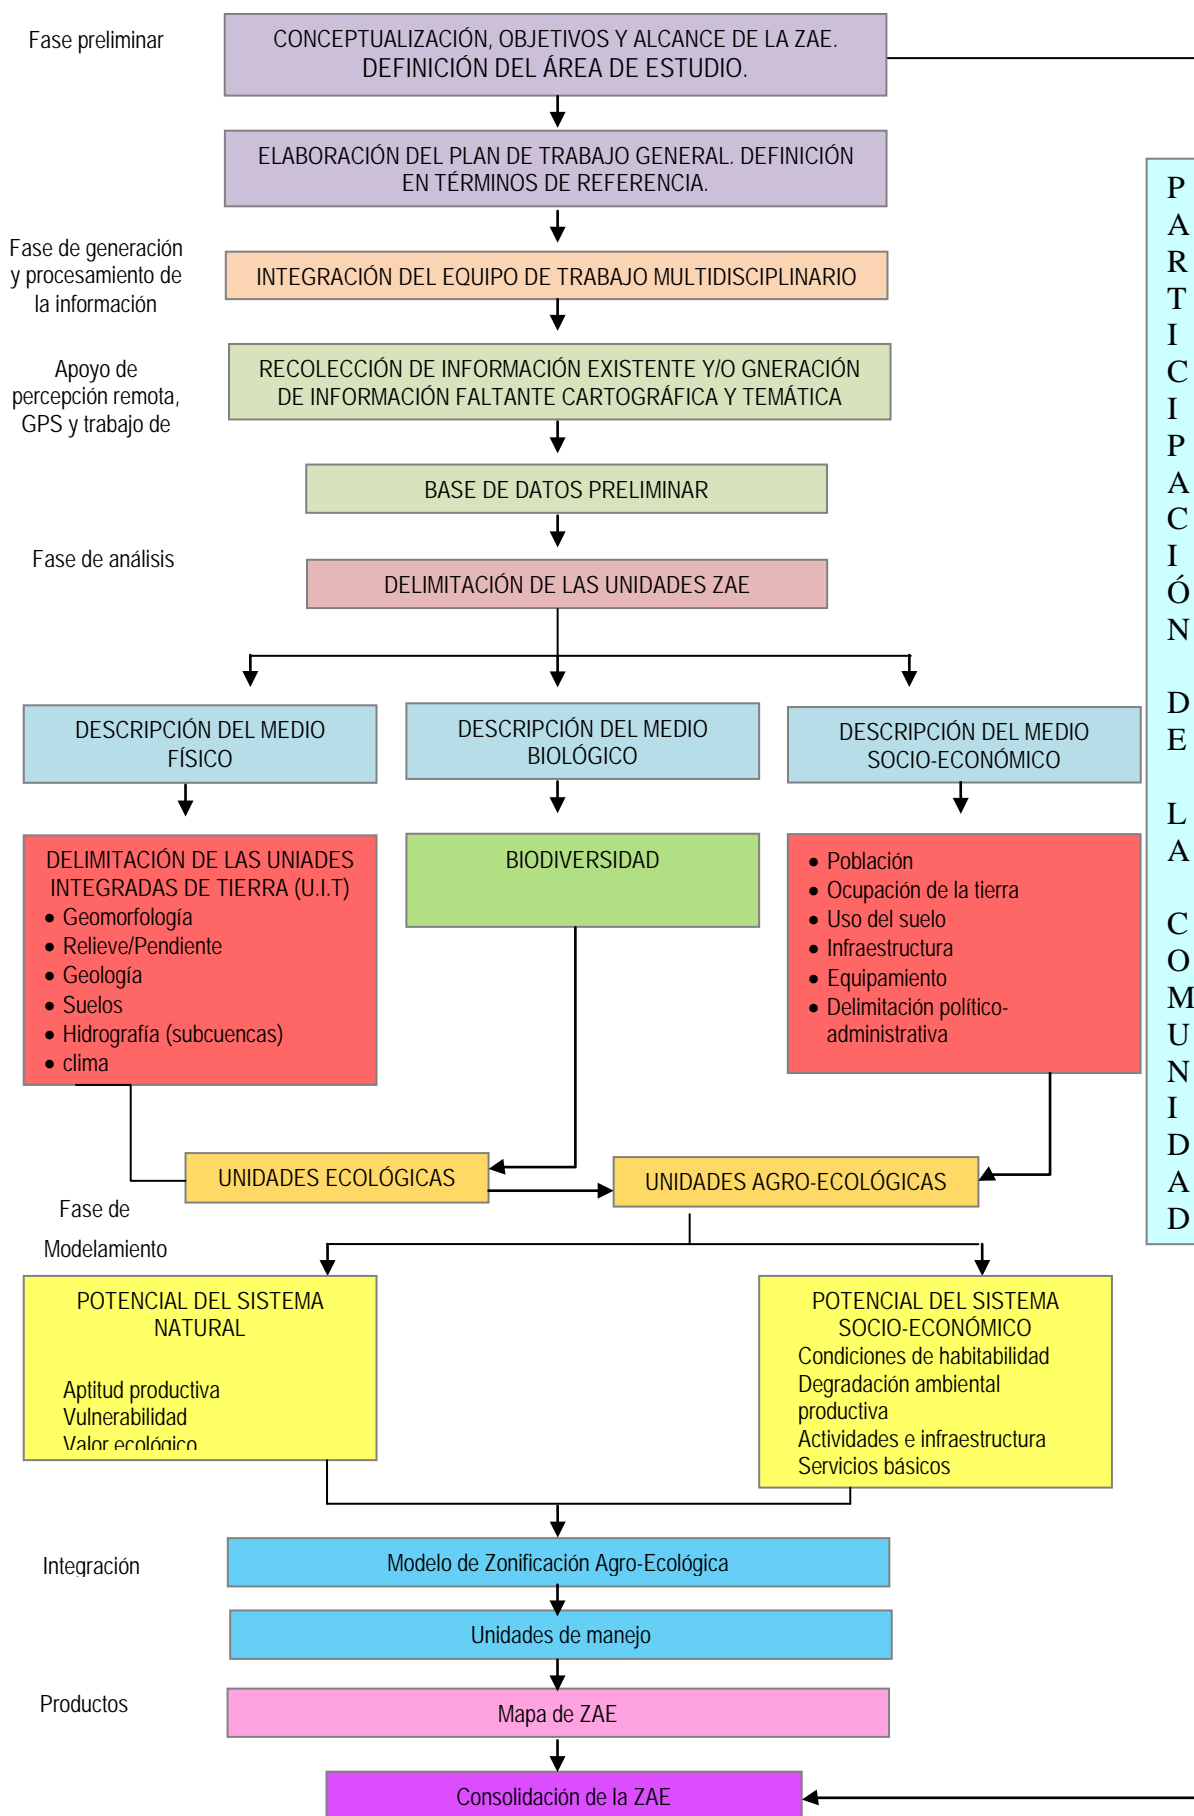 Fase preliminar
CONCEPTUALIZACIÓN, OBJETIVOS Y ALCANCE DE LA ZAE.
DEFINICIÓN DEL ÁREA DE ESTUDIO.
ELABORACIÓN DEL PLAN DE TRABAJO GENERAL. DEFINICIÓN
EN TÉRMINOS DE REFERENCIA.
Fase de generación
y procesamiento de
la información
INTEGRACIÓN DEL EQUIPO DE TRABAJO MULTIDISCIPLINARIO
Apoyo de
percepción remota,
GPS y trabajo de
RECOLECCIÓN DE INFORMACIÓN EXISTENTE Y/O GNERACIÓN
DE INFORMACIÓN FALTANTE CARTOGRÁFICA Y TEMÁTICA
BASE DE DATOS PRELIMINAR
Fase de análisis
DELIMITACIÓN DE LAS UNIDADES ZAE
DESCRIPCIÓN DEL MEDIO
FÍSICO
DESCRIPCIÓN DEL MEDIO
BIOLÓGICO
DESCRIPCIÓN DEL MEDIO
SOCIO-ECONÓMICO
DELIMITACIÓN DE LAS UNIADES
INTEGRADAS DE TIERRA (U.I.T)
• Geomorfología
• Relieve/Pendiente
• Geología
• Suelos
• Hidrografía (subcuencas)
• clima
BIODIVERSIDAD
• Población
• Ocupación de la tierra
• Uso del suelo
• Infraestructura
• Equipamiento
• Delimitación político-
administrativa
UNIDADES ECOLÓGICAS
UNIDADES AGRO-ECOLÓGICAS
Fase de
Modelamiento
POTENCIAL DEL SISTEMA
NATURAL
Aptitud productiva
Vulnerabilidad
Valor ecológico
POTENCIAL DEL SISTEMA
SOCIO-ECONÓMICO
Condiciones de habitabilidad
Degradación ambiental
productiva
Actividades e infraestructura
Servicios básicos
Integración
Modelo de Zonificación Agro-Ecológica
Unidades de manejo
Productos
Mapa de ZAE
Consolidación de la ZAE
PARTICIPACIÓN DE LA COMUNIDAD